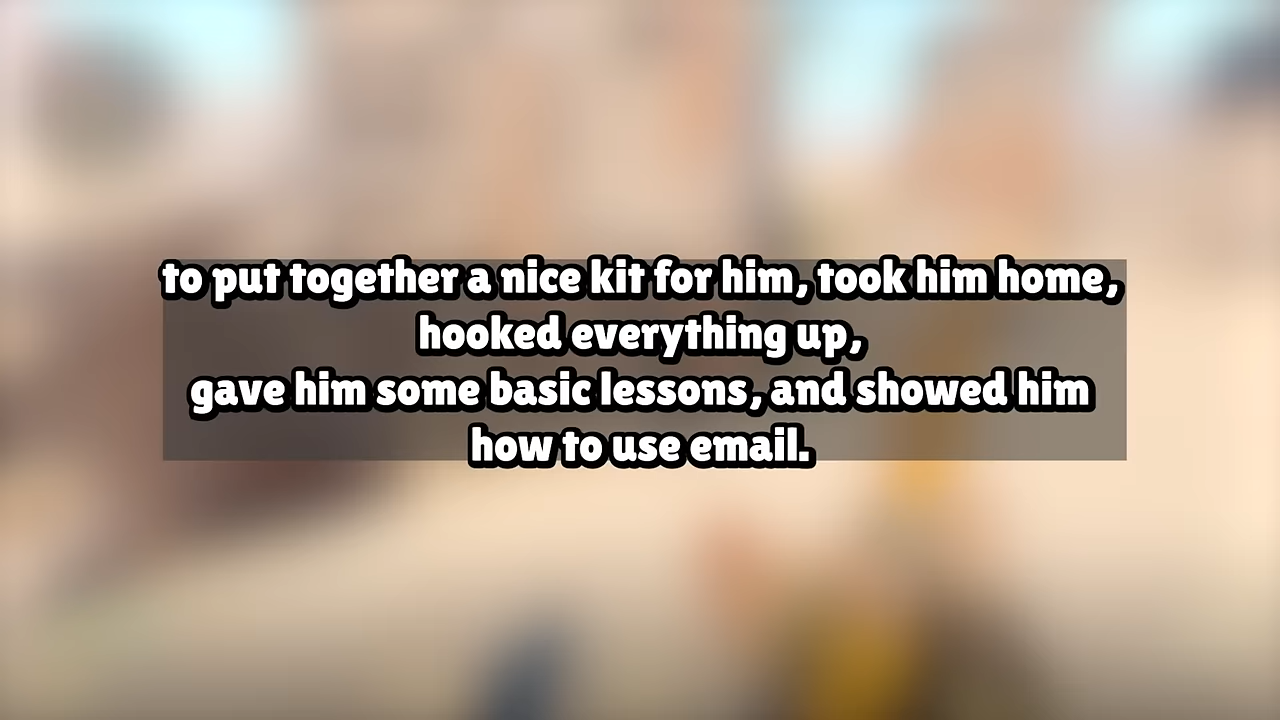 to put together a nice kit for him, took him home,
hooked everything up,
gave him some basic lessons, and showed him
how to use email.